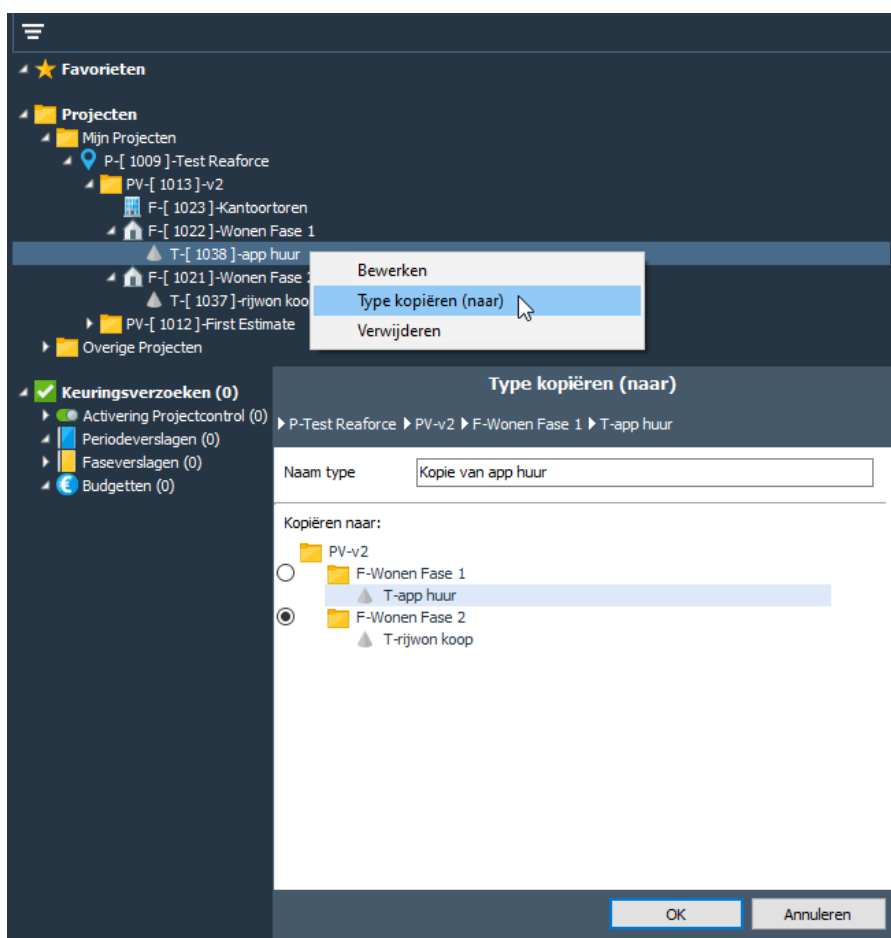 Favorieten
Projecten
Mijn Projecten
P-[ 1009 ]-Test Reaforce
PV-[ 1013 ]-v2
F-[ 1023 ]-Kantoortoren
F-[ 1022 ]-Wonen Fase 1
T-[ 1038 ]-app huur
F-[ 1021 ]-Wonen Fase
T-[ 1037 ]-rijwon koo
PV-[ 1012 ]-First Estimate
Overige Projecten
Bewerken
Type kopiëren (naar)
Verwijderen
Keuringsverzoeken (0)
Activering Projectcontrol (0)
Periodeverslagen (0)
Faseverslagen (0)
Budgetten (0)
Type kopiëren (naar)
P-Test Reaforce PV-v2 F-Wonen Fase 1 T-app huur
Naam type Kopie van app huur
Kopiëren naar:
PV-v2
F-Wonen Fase 1
T-app huur
F-Wonen Fase 2
T-rijwon koop
OK Annuleren